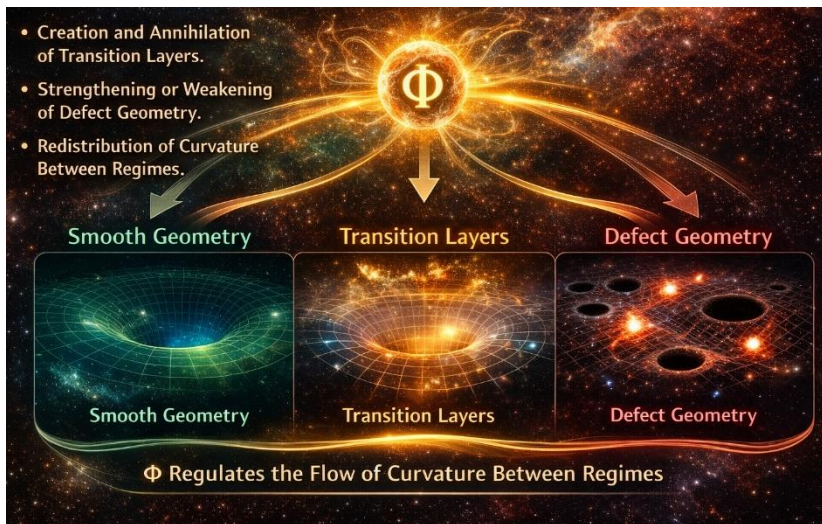 • Creation and Annihilation
of Transition Layers.
• Strengthening or Weakening
of Defect Geometry.
• Redistribution of Curvature
Between Regimes.
Φ
Smooth Geometry
Transition Layers
Defect Geometry
Smooth Geometry
Transition Layers
Defect Geometry
Φ Regulates the Flow of Curvature Between Regimes